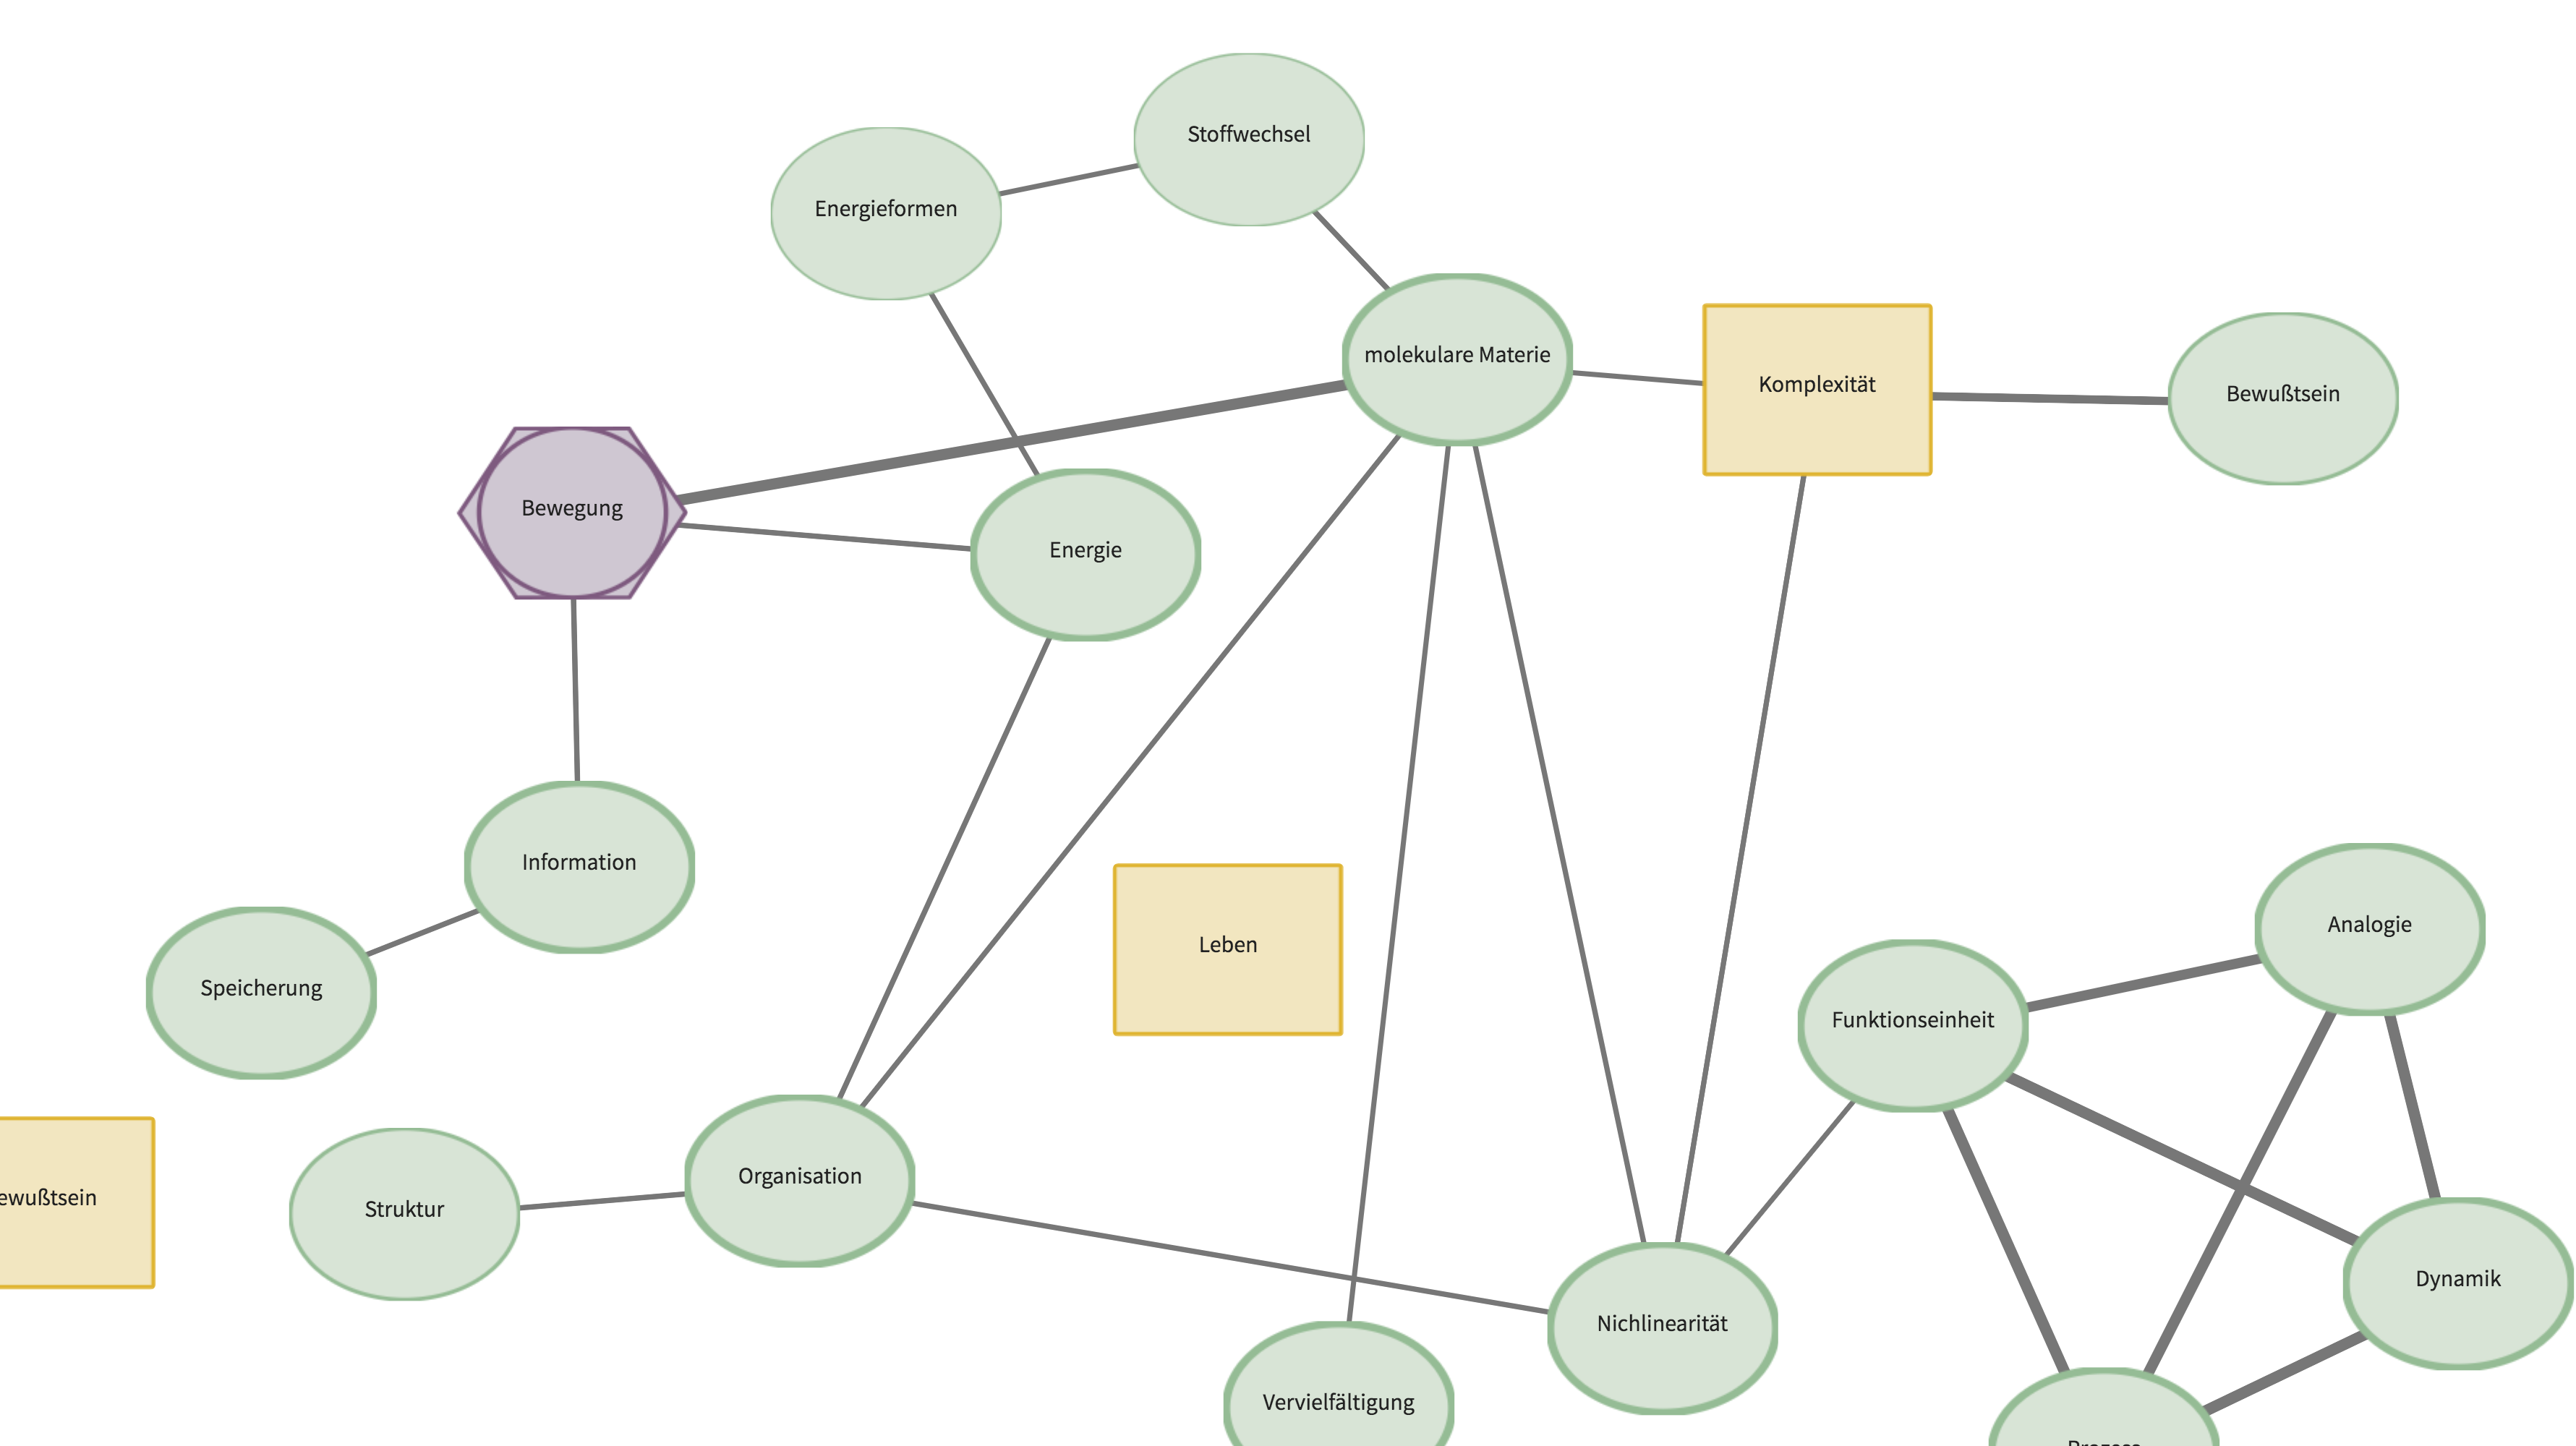 Stoffwechsel
Energieformen
molekulare Materie
Komplexität
Bewußtsein
Bewegung
Energie
Information
Analogie
Leben
Speicherung
Funktionseinheit
Organisation
ewußtsein
Struktur
Dynamik
Nichlinearität
Vervielfältigung